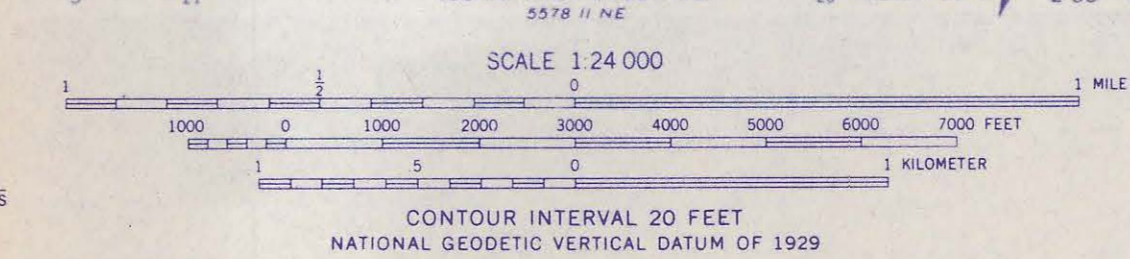 5578 II NE
SCALE 1:24 000
1 1/2 0 1 MILE
1000 0 1000 2000 3000 4000 5000 6000 7000 FEET
1 .5 0 1 KILOMETER
CONTOUR INTERVAL 20 FEET
NATIONAL GEODETIC VERTICAL DATUM OF 1929